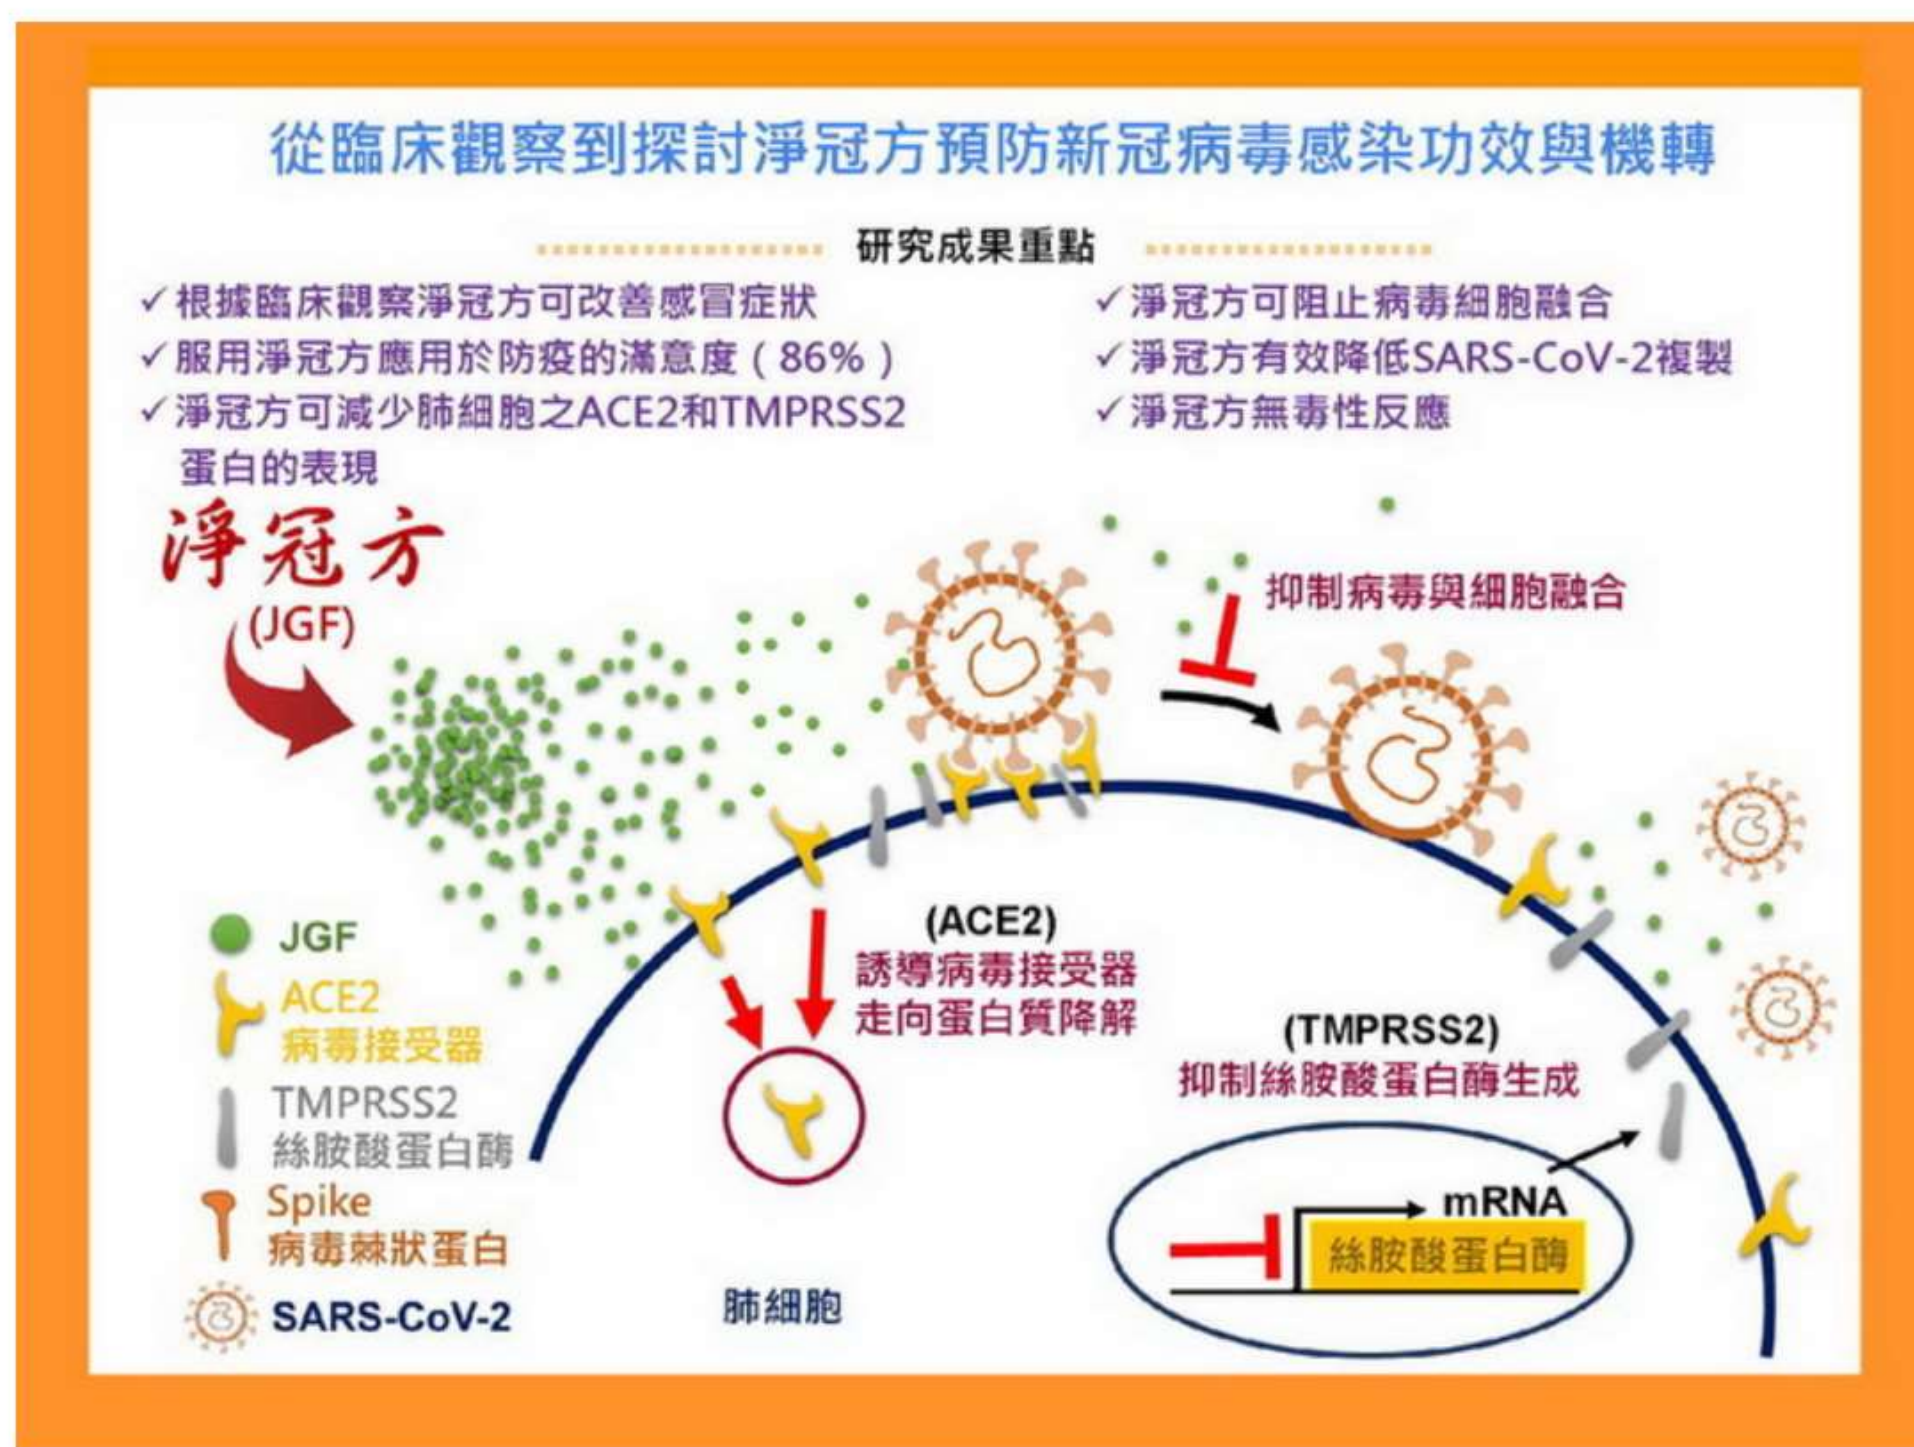 從臨床觀察到探討淨冠方預防新冠病毒感染功效與機轉
研究成果重點
✓根據臨床觀察淨冠方可改善感冒症狀
✓服用淨冠方應用於防疫的滿意度（86%）
✓淨冠方可減少肺細胞之ACE2和TMPRSS2
蛋白的表現
✓淨冠方可阻止病毒細胞融合
✓淨冠方有效降低SARS-CoV-2複製
✓淨冠方無毒性反應
淨冠方
(JGF)
抑制病毒與細胞融合
(ACE2)
誘導病毒接受器
走向蛋白質降解
(TMPRSS2)
抑制絲胺酸蛋白酶生成
mRNA
絲胺酸蛋白酶
JGF
ACE2
病毒接受器
TMPRSS2
絲胺酸蛋白酶
Spike
病毒棘狀蛋白
SARS-CoV-2
肺細胞